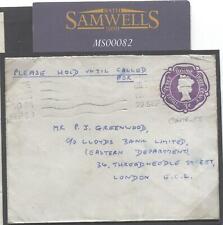 SAMWELLS
MS00082
PLEASE HOLD UNTIL CALLED
FOR
MR P. J. GREENWOOD,
C/O LLOYDS BANK LIMITED,
(EASTERN DEPARTMENT)
34, THREADNEEDLE STREET,
LONDON E.C.2.